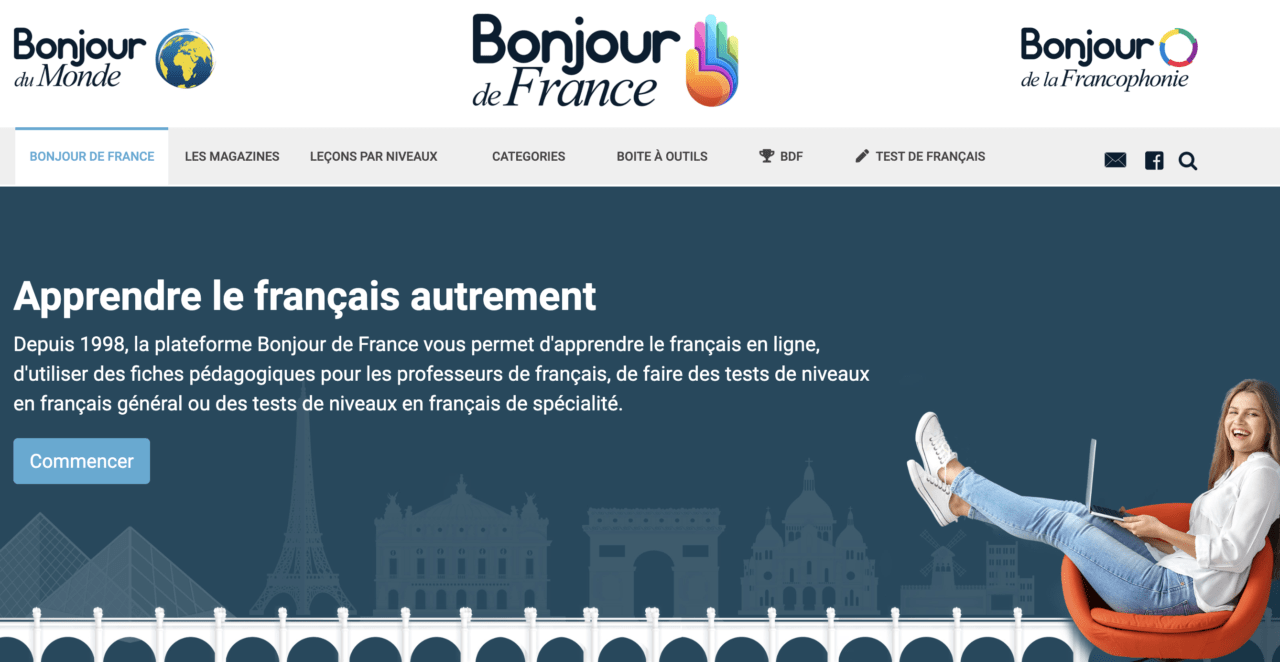 Bonjour
du Monde
Bonjour
de France
Bonjour
de la Francophonie
BONJOUR DE FRANCE
LES MAGAZINES
LEÇONS PAR NIVEAUX
CATEGORIES
BOITE À OUTILS
BDF
TEST DE FRANÇAIS
Apprendre le français autrement
Depuis 1998, la plateforme Bonjour de France vous permet d'apprendre le français en ligne,
d'utiliser des fiches pédagogiques pour les professeurs de français, de faire des tests de niveaux
en français général ou des tests de niveaux en français de spécialité.
Commencer